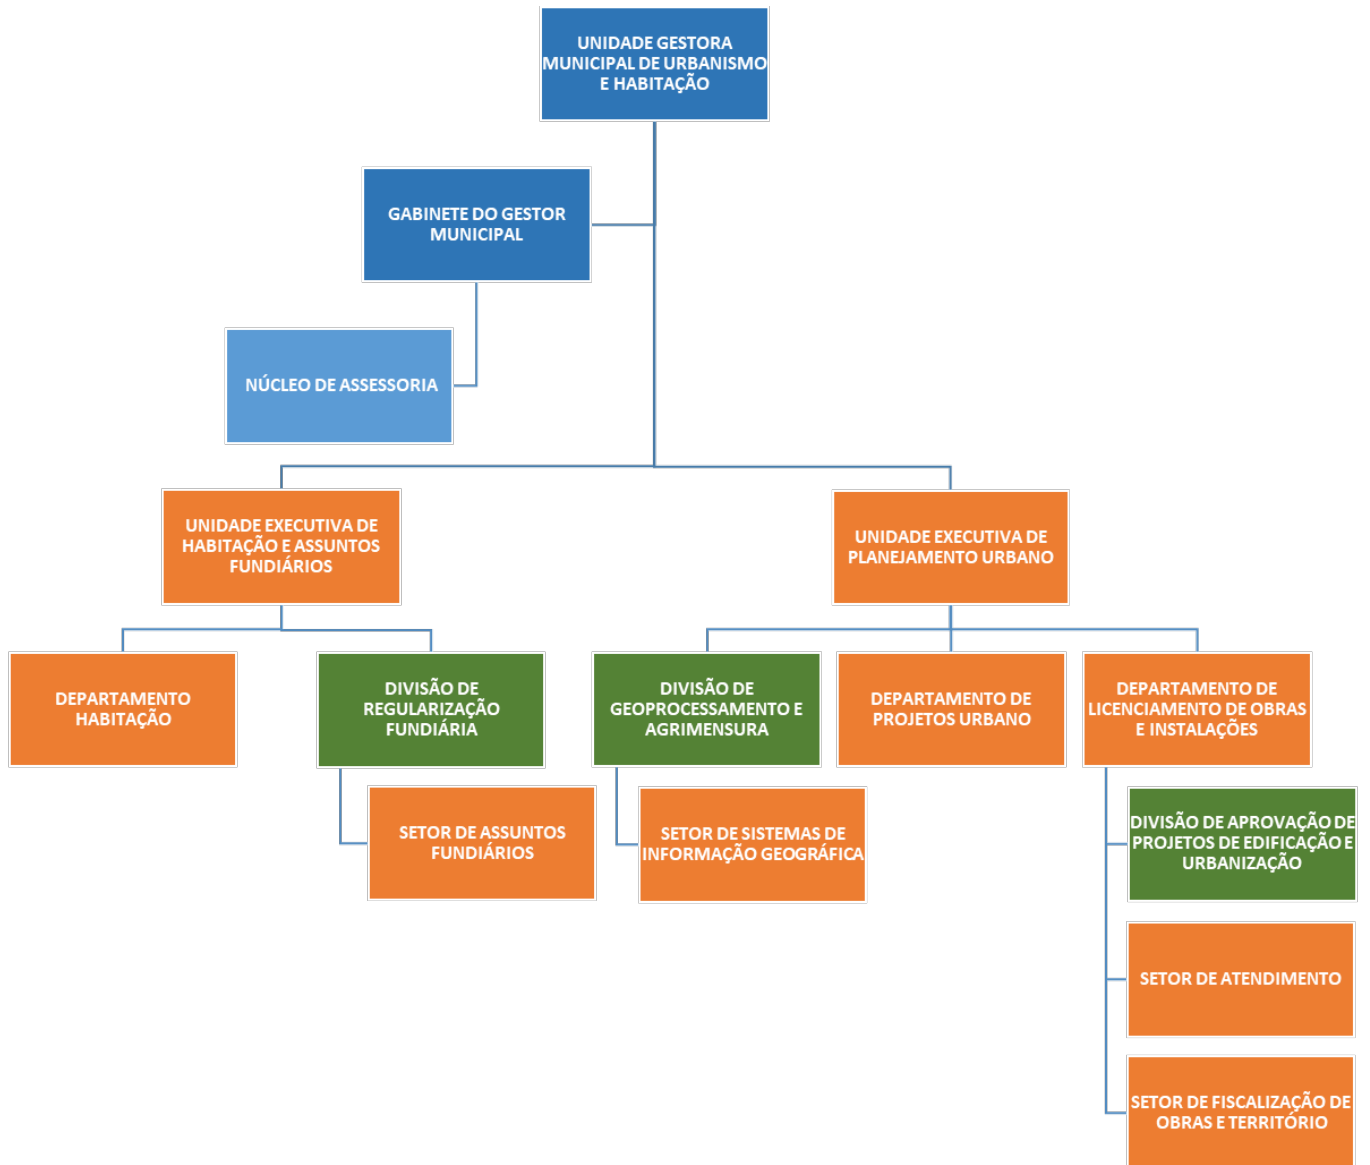 UNIDADE GESTORA
MUNICIPAL DE URBANISMO
E HABITAÇÃO
GABINETE DO GESTOR
MUNICIPAL
NÚCLEO DE ASSESSORIA
UNIDADE EXECUTIVA DE
HABITAÇÃO E ASSUNTOS
FUNDIÁRIOS
UNIDADE EXECUTIVA DE
PLANEJAMENTO URBANO
DEPARTAMENTO
HABITAÇÃO
DIVISÃO DE
REGULARIZAÇÃO
FUNDIÁRIA
DIVISÃO DE
GEOPROCESSAMENTO E
AGRIMENSURA
DEPARTAMENTO DE
PROJETOS URBANO
DEPARTAMENTO DE
LICENCIAMENTO DE OBRAS
E INSTALAÇÕES
SETOR DE ASSUNTOS
FUNDIÁRIOS
SETOR DE SISTEMAS DE
INFORMAÇÃO GEOGRÁFICA
DIVISÃO DE APROVAÇÃO DE
PROJETOS DE EDIFICAÇÃO E
URBANIZAÇÃO
SETOR DE ATENDIMENTO
SETOR DE FISCALIZAÇÃO DE
OBRAS E TERRITÓRIO